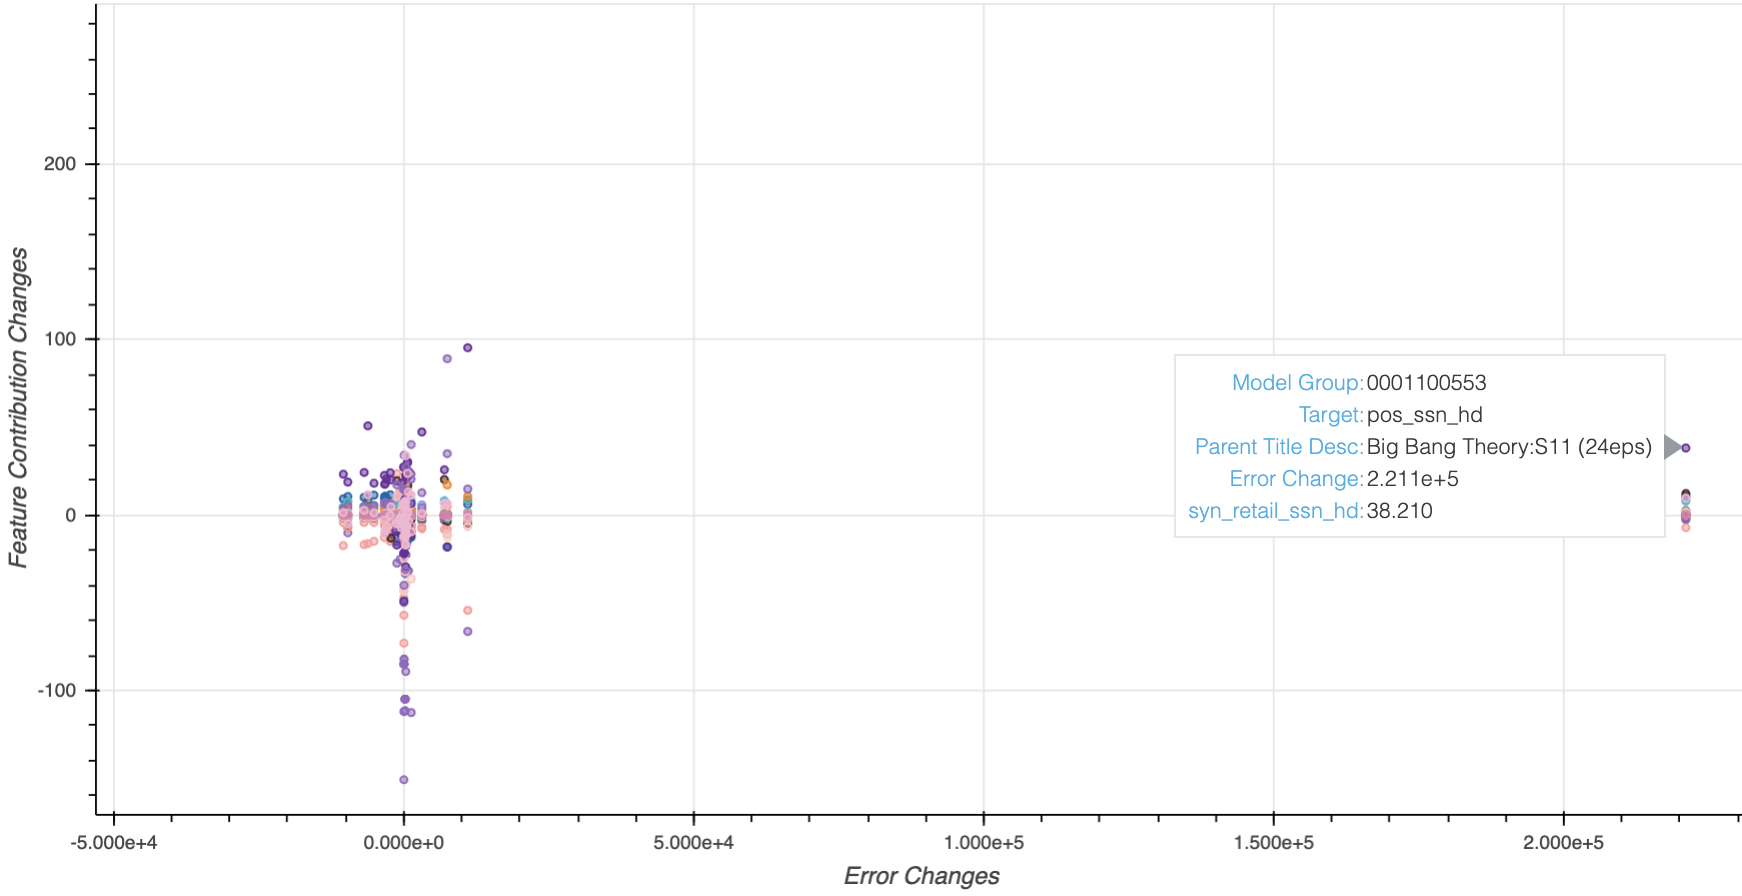 Feature Contribution Changes
200
100
0
-100
Model Group:0001100553
Target:pos_ssn_hd
Parent Title Desc:Big Bang Theory:S11 (24eps)
Error Change:2.211e+5
syn_retail_ssn_hd:38.210
-5.000e+4 0.000e+0 5.000e+4 1.000e+5 1.500e+5 2.000e+5
Error Changes